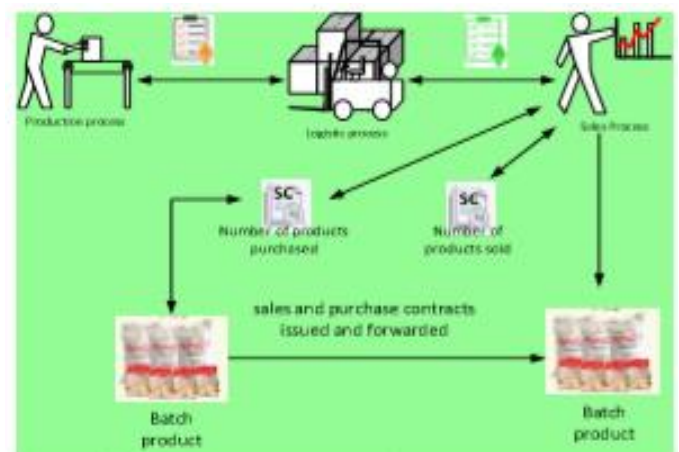 Production process
Logistic process
Sales Process
SC
Number of products
purchased
SC
Number of
products sold
sales and purchase contracts
issued and forwarded
Batch
product
Batch
product